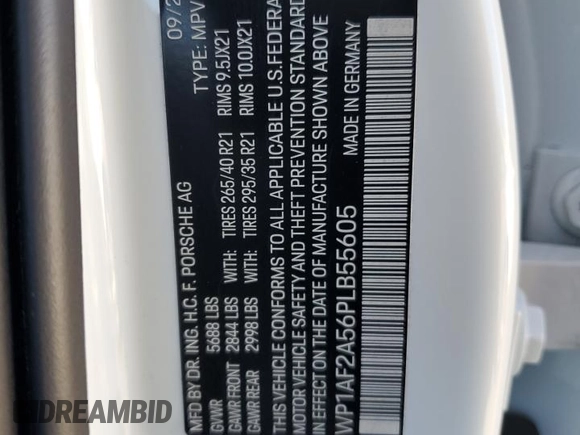 MFD BY DR. ING. H.C. F. PORSCHE AG 09/2
GVWR 5688 LBS TYPE: MPV
GAWR FRONT 2844 LBS WITH: TIRES 265/40 R21 RIMS 9.5JX21
GAWR REAR 2998 LBS WITH: TIRES 295/35 R21 RIMS 10.0JX21
THIS VEHICLE CONFORMS TO ALL APPLICABLE U.S. FEDERA
MOTOR VEHICLE SAFETY AND THEFT PREVENTION STANDARD
IN EFFECT ON THE DATE OF MANUFACTURE SHOWN ABOVE
WP1AF2A56PLB55605 MADE IN GERMANY
EPICVIN